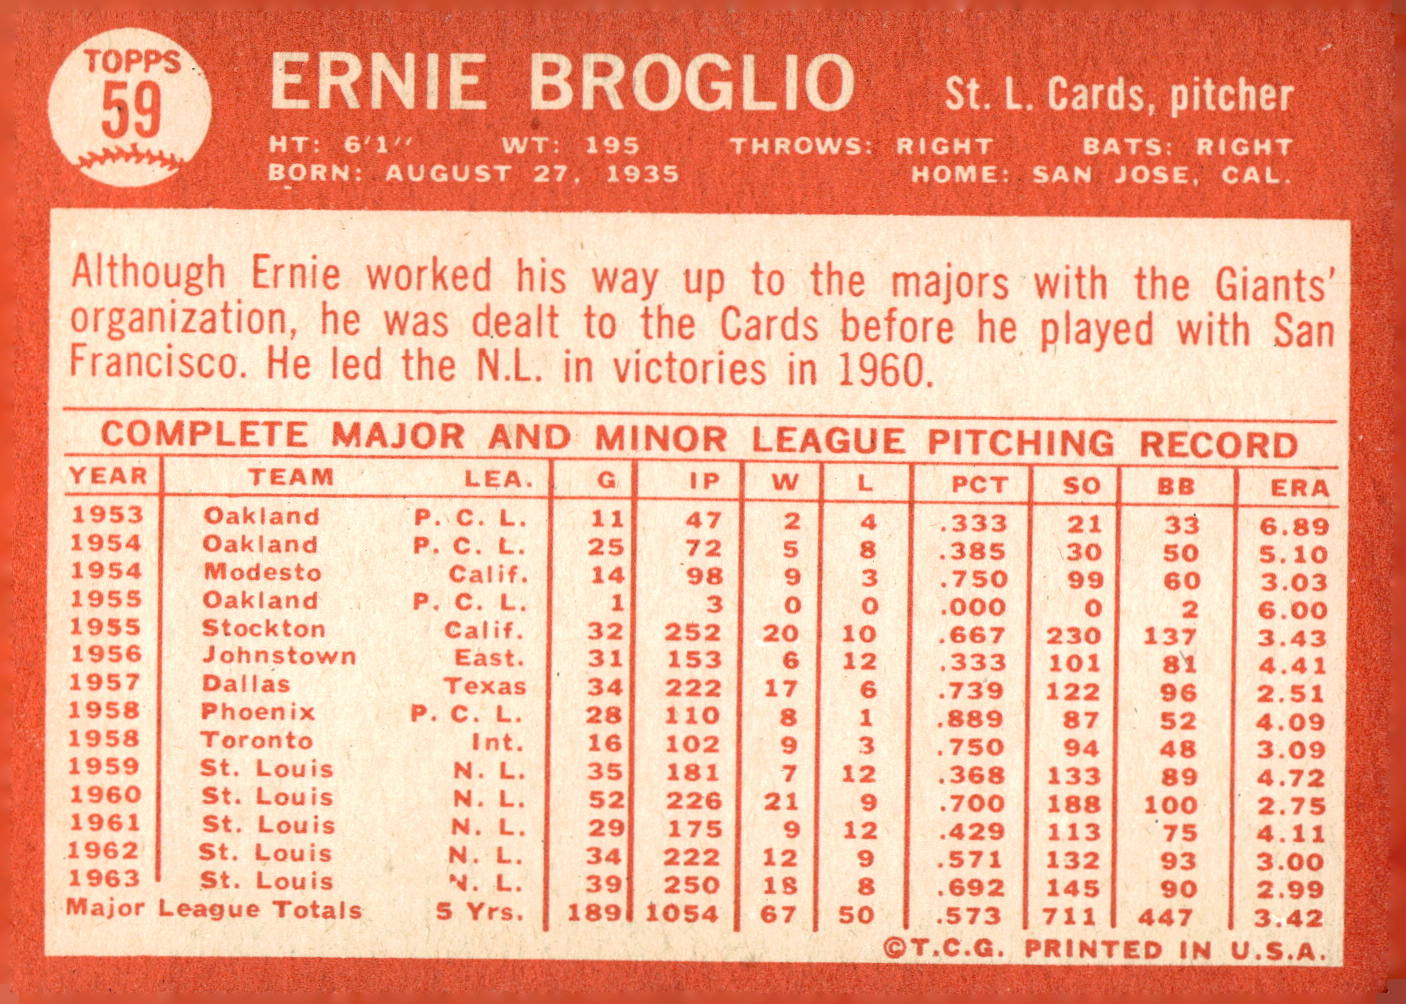 TOPPS
59
ERNIE BROGLIO St. L. Cards, pitcher
HT: 6'1" WT: 195 THROWS: RIGHT BATS: RIGHT
BORN: AUGUST 27, 1935 HOME: SAN JOSE, CAL.
Although Ernie worked his way up to the majors with the Giants'
organization, he was dealt to the Cards before he played with San
Francisco. He led the N.L. in victories in 1960.
COMPLETE MAJOR AND MINOR LEAGUE PITCHING RECORD
YEAR TEAM LEA. G IP W L PCT SO BB ERA
1953 Oakland P. C. L. 11 47 2 4 .333 21 33 6.89
1954 Oakland P. C. L. 25 72 5 8 .385 30 50 5.10
1954 Modesto Calif. 14 98 9 3 .750 99 60 3.03
1955 Oakland P. C. L. 1 3 0 0 .000 0 2 6.00
1955 Stockton Calif. 32 252 20 10 .667 230 137 3.43
1956 Johnstown East. 31 153 6 12 .333 101 81 4.41
1957 Dallas Texas 34 222 17 6 .739 122 96 2.51
1958 Phoenix P. C. L. 28 110 8 1 .889 87 52 4.09
1958 Toronto Int. 16 102 9 3 .750 94 48 3.09
1959 St. Louis N. L. 35 181 7 12 .368 133 89 4.72
1960 St. Louis N. L. 52 226 21 9 .700 188 100 2.75
1961 St. Louis N. L. 29 175 9 12 .429 113 75 4.11
1962 St. Louis N. L. 34 222 12 9 .571 132 93 3.00
1963 St. Louis N. L. 39 250 18 8 .692 145 90 2.99
Major League Totals 5 Yrs. 189 1054 67 50 .573 711 447 3.42
©T.C.G. PRINTED IN U.S.A.